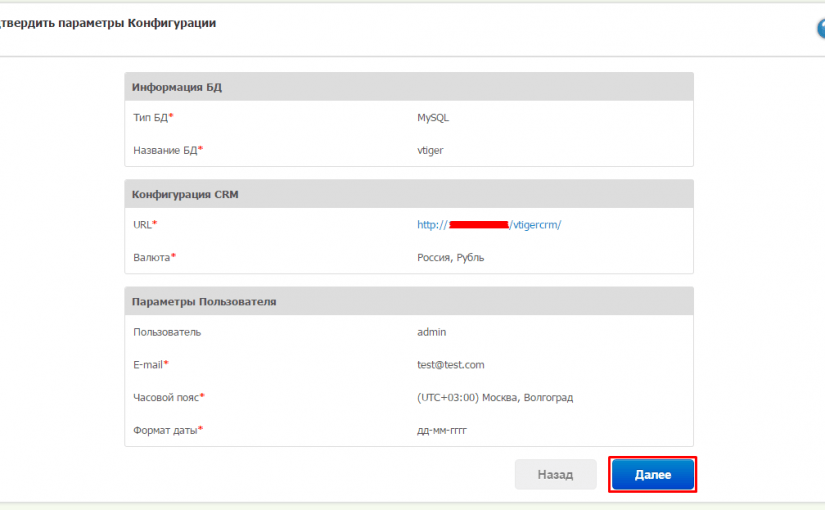 твердить параметры Конфигурации
Информация БД
Тип БД* MySQL
Название БД* vtiger
Конфигурация CRM
URL* http:// /vtigercrm/
Валюта* Россия, Рубль
Параметры Пользователя
Пользователь admin
E-mail* test@test.com
Часовой пояс* (UTC+03:00) Москва, Волгоград
Формат даты* дд-мм-гггг
Назад Далее